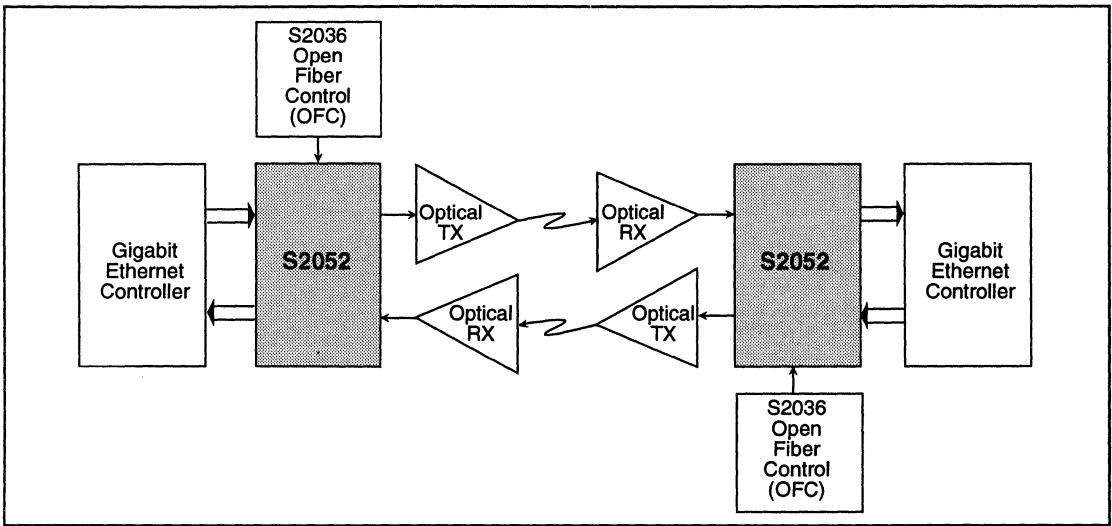 S2036
Open
Fiber
Control
(OFC)
Gigabit
Ethernet
Controller
S2052
Optical
TX
Optical
RX
Optical
RX
Optical
TX
S2052
Gigabit
Ethernet
Controller
S2036
Open
Fiber
Control
(OFC)